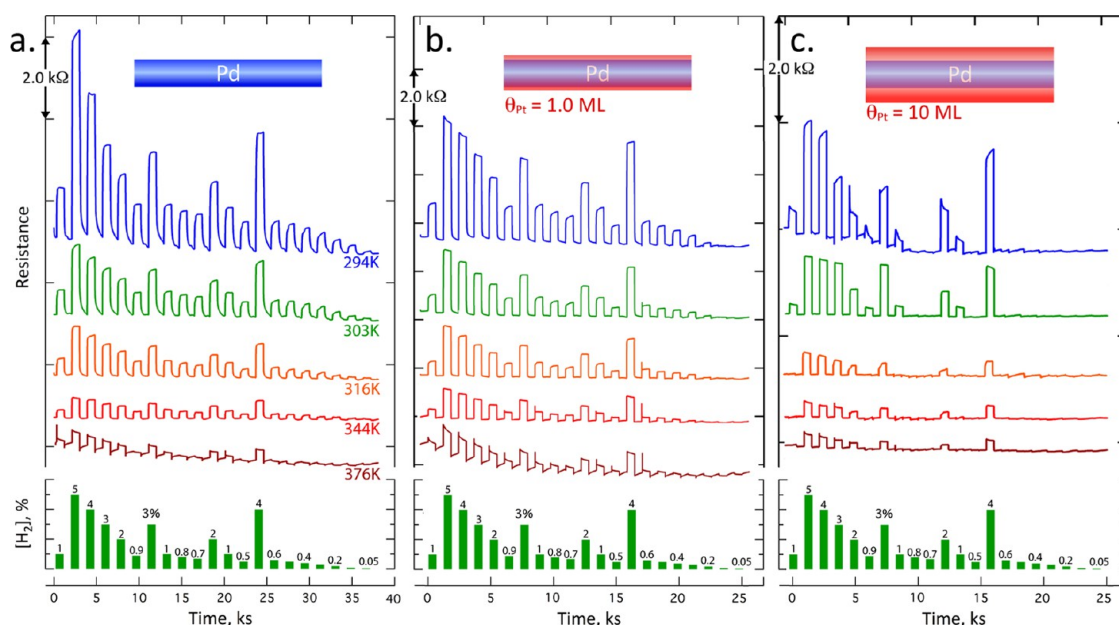 a.
Pd
2.0 kΩ
Resistance
294K
303K
316K
344K
376K
[H₂], %
1 5 4 3 2 0.9 3% 1 0.8 0.7 2 1 0.5 4 0.6 0.4 0.2 0.05
0 5 10 15 20 25 30 35 40
Time, ks
b.
Pd
θPt = 1.0 ML
2.0 kΩ
1 5 4 3 2 0.9 3% 1 0.8 0.7 2 1 0.5 4 0.6 0.4 0.2 0.05
0 5 10 15 20 25
Time, ks
c.
Pd
θPt = 10 ML
2.0 kΩ
1 5 4 3 2 0.9 3% 1 0.8 0.7 2 1 0.5 4 0.6 0.4 0.2 0.05
0 5 10 15 20 25
Time, ks